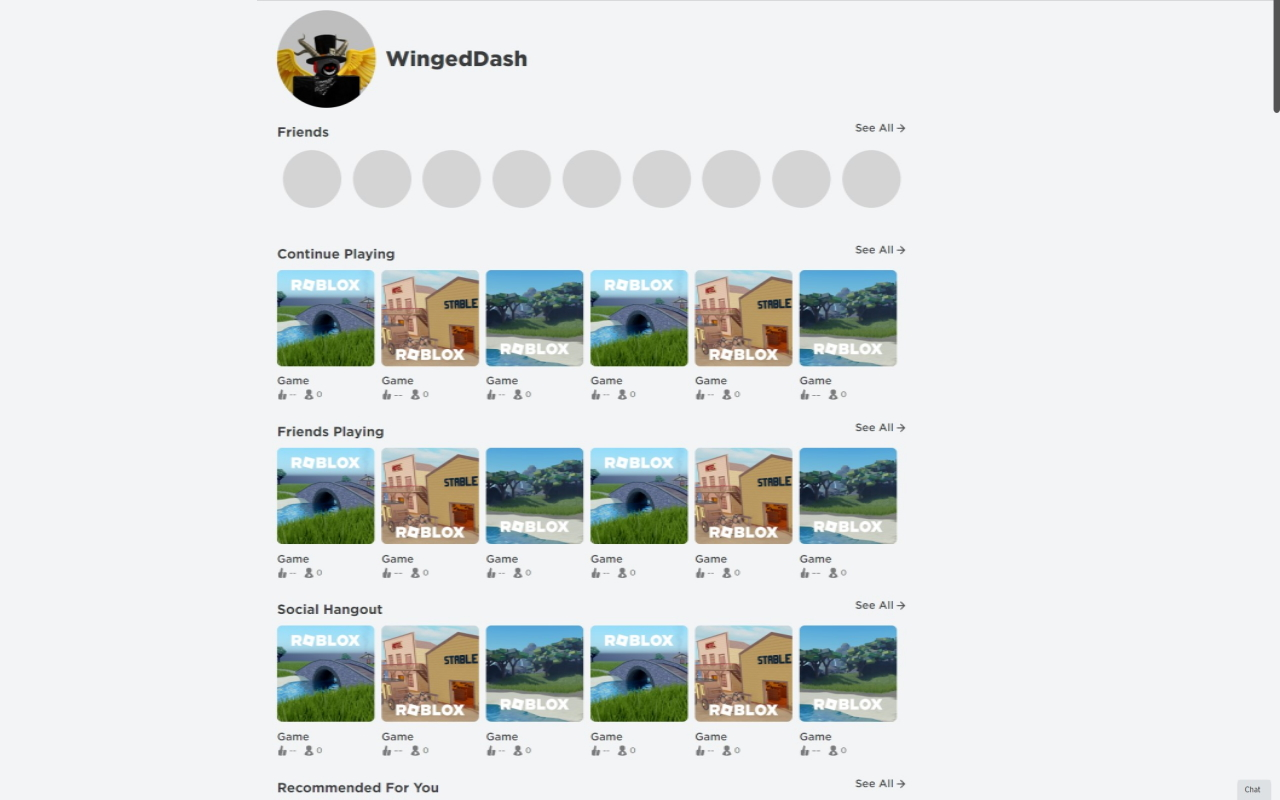 WingedDash
Friends
See All →
Continue Playing
See All →
ROBLOX
STABLE
ROBLOX
ROBLOX
ROBLOX
STABLE
ROBLOX
ROBLOX
Game Game Game Game Game Game
-- 0 -- 0 -- 0 -- 0 -- 0 -- 0
Friends Playing
See All →
ROBLOX
STABLE
ROBLOX
ROBLOX
ROBLOX
STABLE
ROBLOX
ROBLOX
Game Game Game Game Game Game
-- 0 -- 0 -- 0 -- 0 -- 0 -- 0
Social Hangout
See All →
ROBLOX
STABLE
ROBLOX
ROBLOX
ROBLOX
STABLE
ROBLOX
ROBLOX
Game Game Game Game Game Game
-- 0 -- 0 -- 0 -- 0 -- 0 -- 0
Recommended For You
See All →
Chat